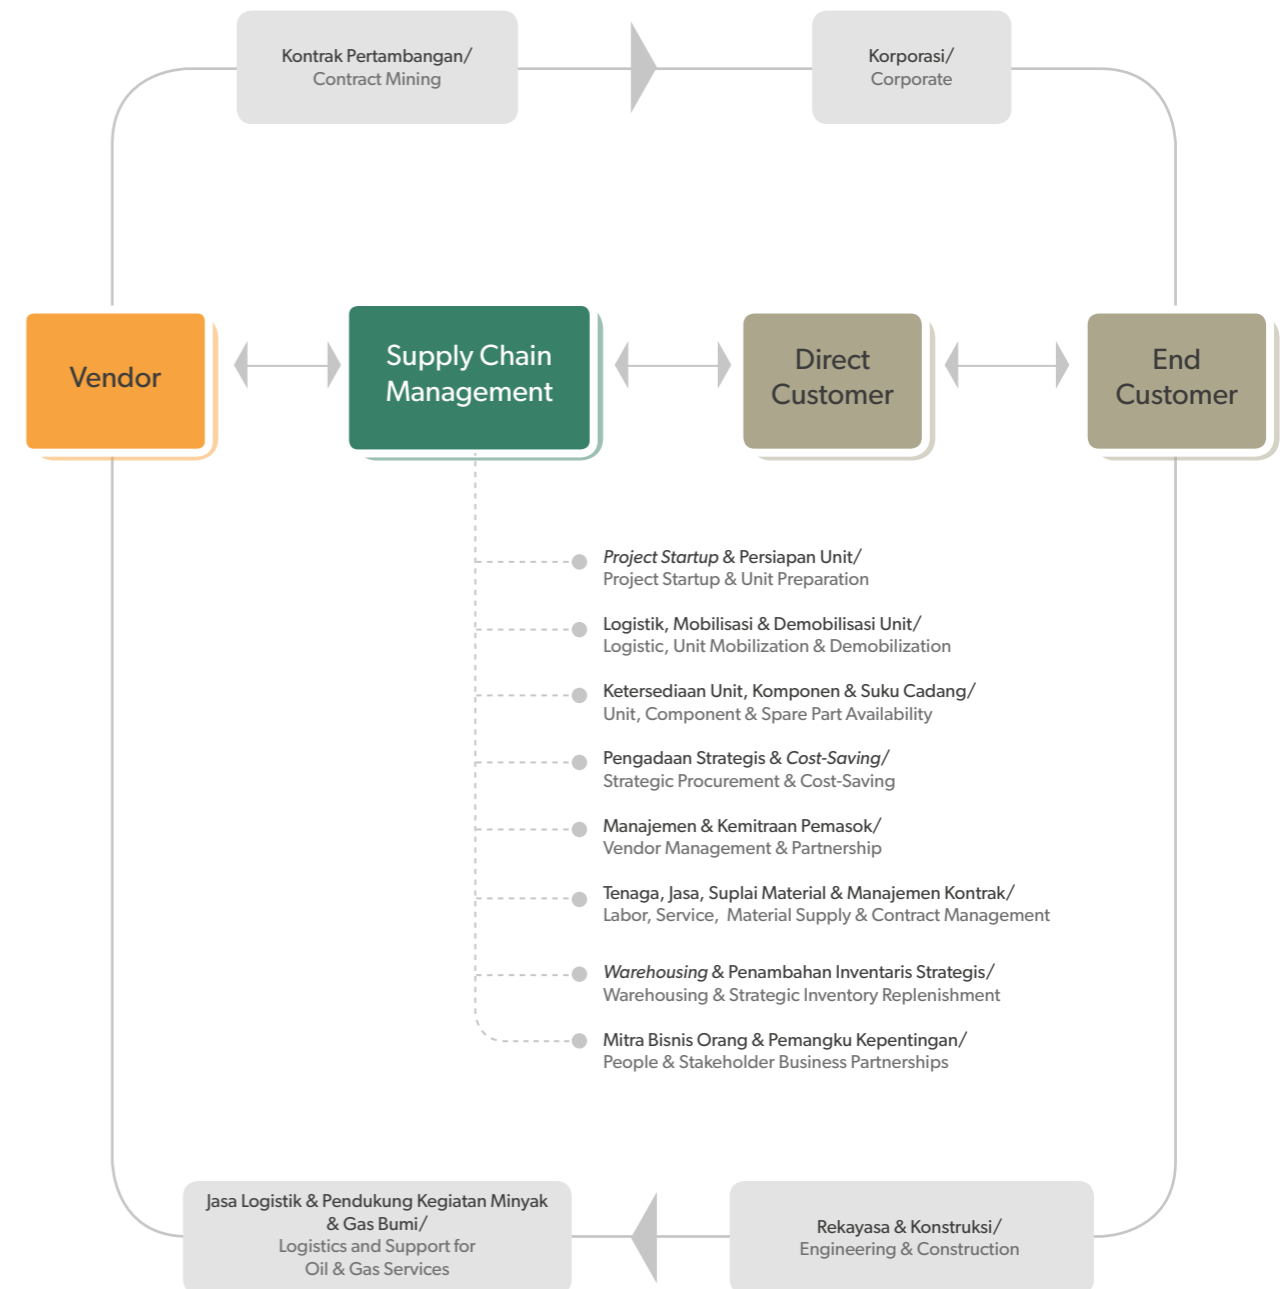 Kontrak Pertambangan/
Contract Mining
Korporasi/
Corporate
Vendor
Supply Chain
Management
Direct
Customer
End
Customer
Project Startup & Persiapan Unit/
Project Startup & Unit Preparation
Logistik, Mobilisasi & Demobilisasi Unit/
Logistic, Unit Mobilization & Demobilization
Ketersediaan Unit, Komponen & Suku Cadang/
Unit, Component & Spare Part Availability
Pengadaan Strategis & Cost-Saving/
Strategic Procurement & Cost-Saving
Manajemen & Kemitraan Pemasok/
Vendor Management & Partnership
Tenaga, Jasa, Suplai Material & Manajemen Kontrak/
Labor, Service, Material Supply & Contract Management
Warehousing & Penambahan Inventaris Strategis/
Warehousing & Strategic Inventory Replenishment
Mitra Bisnis Orang & Pemangku Kepentingan/
People & Stakeholder Business Partnerships
Jasa Logistik & Pendukung Kegiatan Minyak
& Gas Bumi/
Logistics and Support for
Oil & Gas Services
Rekayasa & Konstruksi/
Engineering & Construction